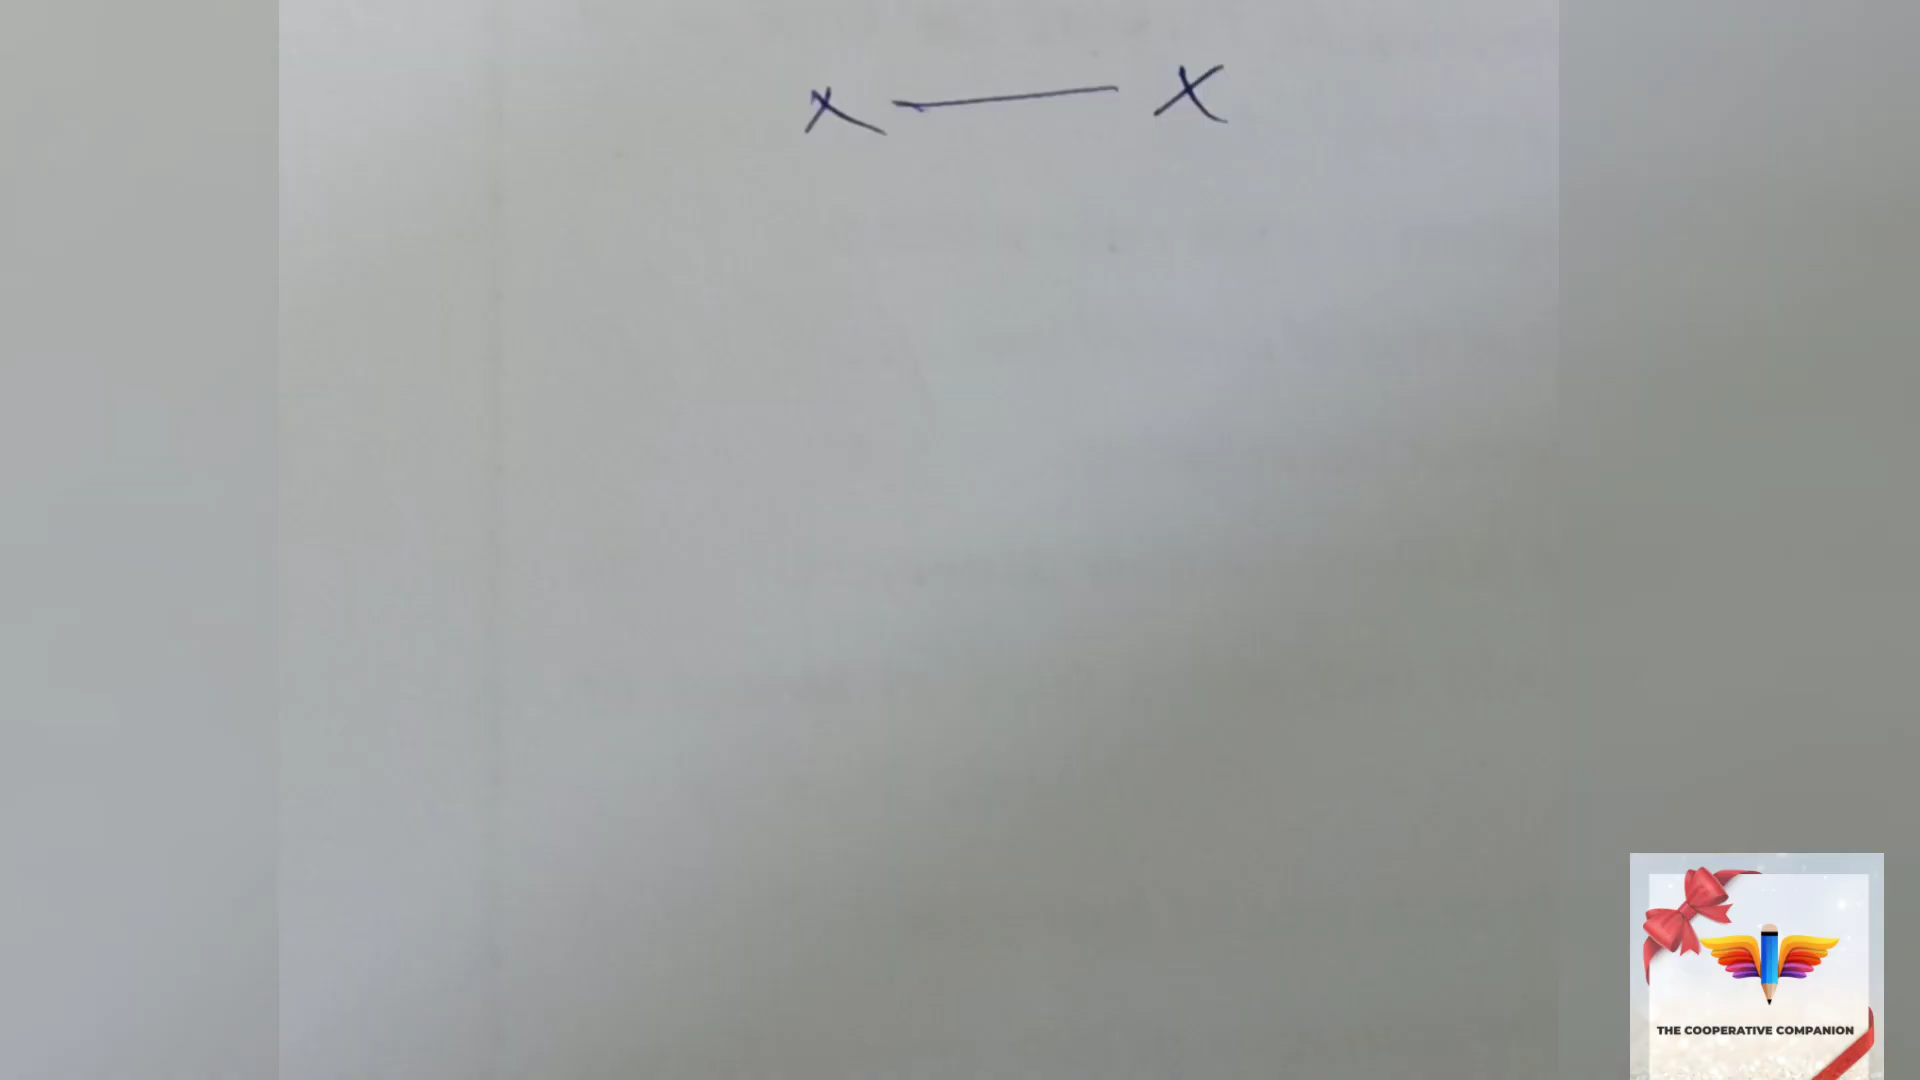 x — x
THE COOPERATIVE COMPANION